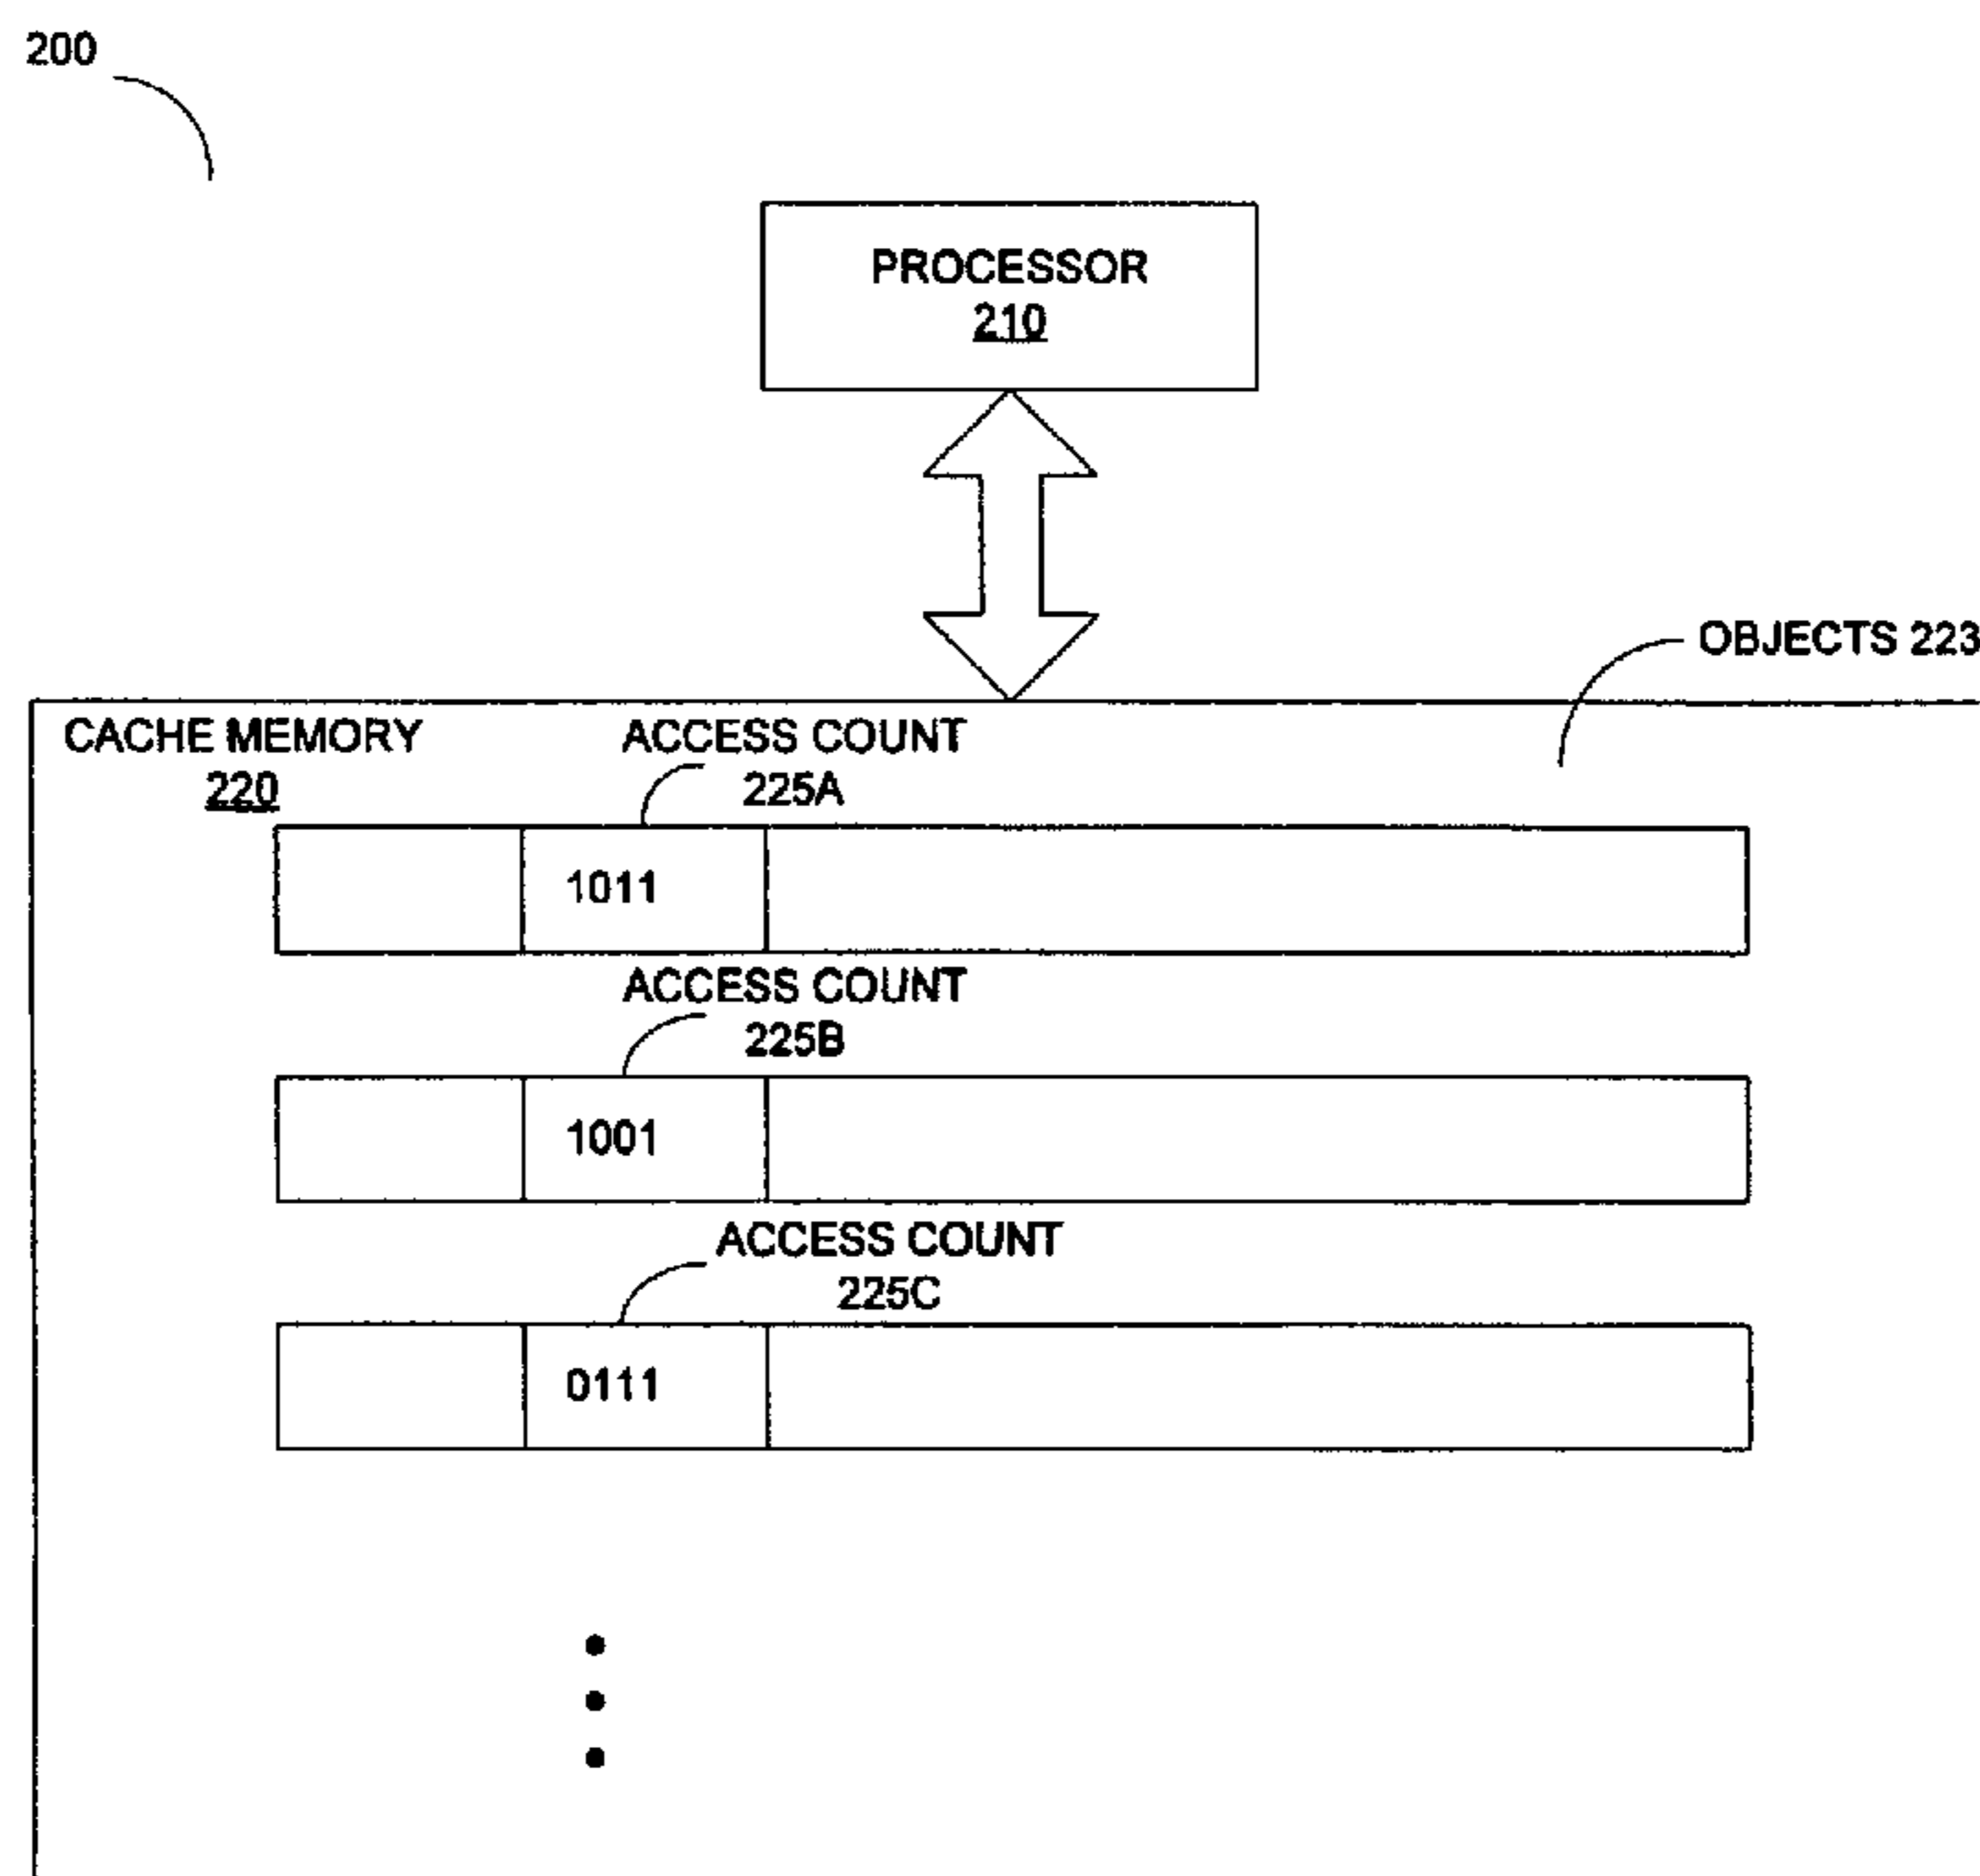 200
PROCESSOR
210
OBJECTS 223
CACHE MEMORY
220
ACCESS COUNT
225A
1011
ACCESS COUNT
225B
1001
ACCESS COUNT
225C
0111